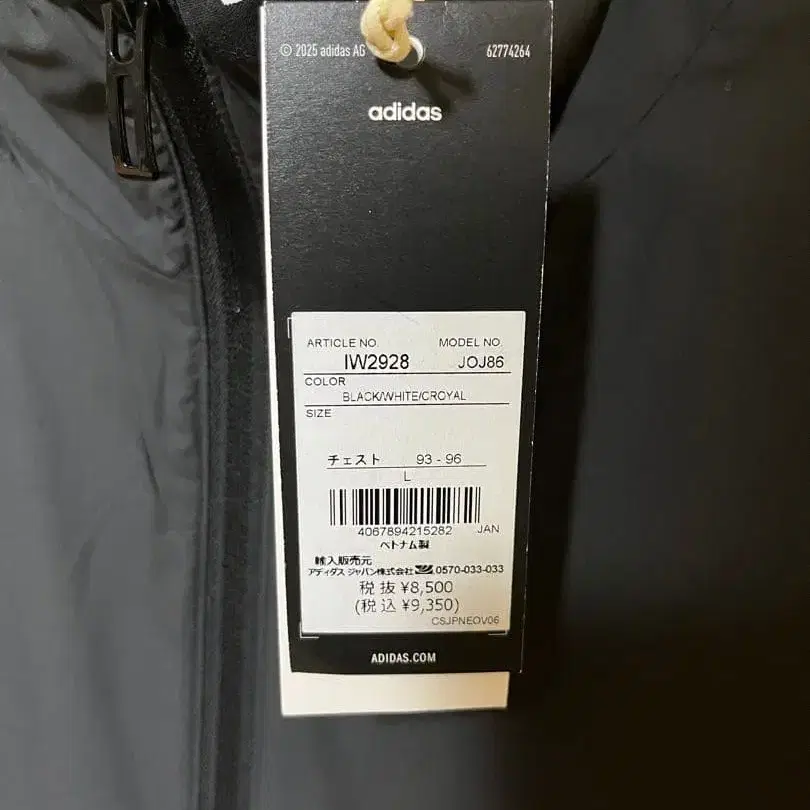 © 2025 adidas AG 62774264
adidas
ARTICLE NO. MODEL NO.
IW2928 JOJ86
COLOR
BLACK/WHITE/CROYAL
SIZE
チェスト 93 - 96
L
4067894215282 JAN
ベトナム製
輸入販売元
アディダス ジャパン株式会社 0570-033-033
税抜 ¥8,500
(税込 ¥9,350)
CSJPNEOV06
ADIDAS.COM